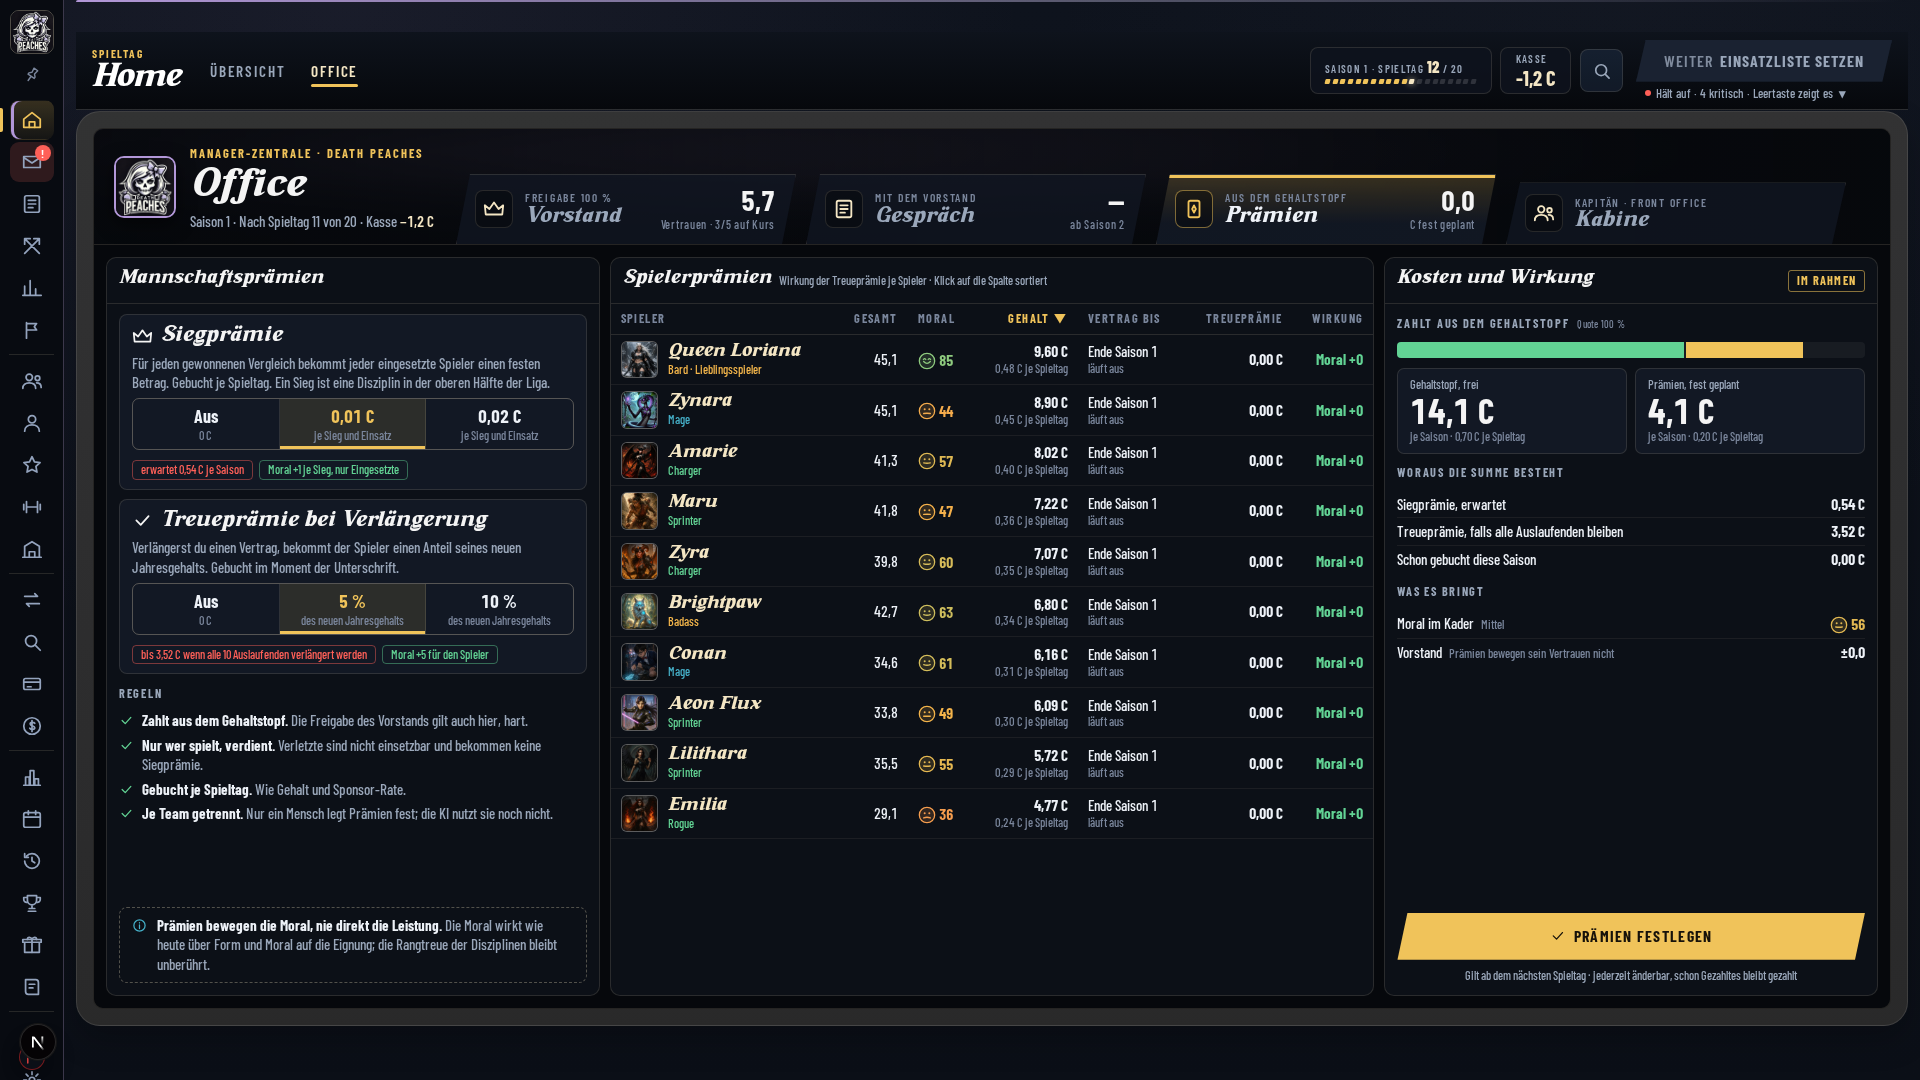 SPIELTAG
Home
ÜBERSICHT
OFFICE
SAISON 1 · SPIELTAG 12 / 20
KASSE
-1,2 C
WEITER EINSATZLISTE SETZEN
Hält auf · 4 kritisch · Leertaste zeigt es ▼
MANAGER-ZENTRALE · DEATH PEACHES
Office
Saison 1 · Nach Spieltag 11 von 20 · Kasse −1,2 C
FREIGABE 100 %
Vorstand
5,7
Vertrauen · 3/5 auf Kurs
MIT DEM VORSTAND
Gespräch
–
ab Saison 2
AUS DEM GEHALTSTOPF
Prämien
0,0
C fest geplant
KAPITÄN · FRONT OFFICE
Kabine
Mannschaftsprämien
Siegprämie
Für jeden gewonnenen Vergleich bekommt jeder eingesetzte Spieler einen festen
Betrag. Gebucht je Spieltag. Ein Sieg ist eine Disziplin in der oberen Hälfte der Liga.
Aus
0 C
0,01 C
je Sieg und Einsatz
0,02 C
je Sieg und Einsatz
erwartet 0,54 C je Saison
Moral +1 je Sieg, nur Eingesetzte
Treueprämie bei Verlängerung
Verlängerst du einen Vertrag, bekommt der Spieler einen Anteil seines neuen
Jahresgehalts. Gebucht im Moment der Unterschrift.
Aus
0 C
5 %
des neuen Jahresgehalts
10 %
des neuen Jahresgehalts
bis 3,52 C wenn alle 10 Auslaufenden verlängert werden
Moral +5 für den Spieler
REGELN
Zahlt aus dem Gehaltstopf. Die Freigabe des Vorstands gilt auch hier, hart.
Nur wer spielt, verdient. Verletzte sind nicht einsetzbar und bekommen keine
Siegprämie.
Gebucht je Spieltag. Wie Gehalt und Sponsor-Rate.
Je Team getrennt. Nur ein Mensch legt Prämien fest; die KI nutzt sie noch nicht.
Prämien bewegen die Moral, nie direkt die Leistung. Die Moral wirkt wie
heute über Form und Moral auf die Eignung; die Rangtreue der Disziplinen bleibt
unberührt.
Spielerprämien Wirkung der Treueprämie je Spieler · Klick auf die Spalte sortiert
SPIELER GESAMT MORAL GEHALT ▼ VERTRAG BIS TREUEPRÄMIE WIRKUNG
Queen Loriana 45,1 85 9,60 C Ende Saison 1 0,00 C Moral +0
Bard · Lieblingsspieler 0,48 C je Spieltag läuft aus
Zynara 45,1 44 8,90 C Ende Saison 1 0,00 C Moral +0
Mage 0,45 C je Spieltag läuft aus
Amarie 41,3 57 8,02 C Ende Saison 1 0,00 C Moral +0
Charger 0,40 C je Spieltag läuft aus
Maru 41,8 47 7,22 C Ende Saison 1 0,00 C Moral +0
Sprinter 0,36 C je Spieltag läuft aus
Zyra 39,8 60 7,07 C Ende Saison 1 0,00 C Moral +0
Charger 0,35 C je Spieltag läuft aus
Brightpaw 42,7 63 6,80 C Ende Saison 1 0,00 C Moral +0
Badass 0,34 C je Spieltag läuft aus
Conan 34,6 61 6,16 C Ende Saison 1 0,00 C Moral +0
Mage 0,31 C je Spieltag läuft aus
Aeon Flux 33,8 49 6,09 C Ende Saison 1 0,00 C Moral +0
Sprinter 0,30 C je Spieltag läuft aus
Lilithara 35,5 55 5,72 C Ende Saison 1 0,00 C Moral +0
Sprinter 0,29 C je Spieltag läuft aus
Emilia 29,1 36 4,77 C Ende Saison 1 0,00 C Moral +0
Rogue 0,24 C je Spieltag läuft aus
Kosten und Wirkung
IM RAHMEN
ZAHLT AUS DEM GEHALTSTOPF Quote 100 %
Gehaltstopf, frei
14,1 C
je Saison · 0,70 C je Spieltag
Prämien, fest geplant
4,1 C
je Saison · 0,20 C je Spieltag
WORAUS DIE SUMME BESTEHT
Siegprämie, erwartet 0,54 C
Treueprämie, falls alle Auslaufenden bleiben 3,52 C
Schon gebucht diese Saison 0,00 C
WAS ES BRINGT
Moral im Kader Mittel 56
Vorstand Prämien bewegen sein Vertrauen nicht ±0,0
PRÄMIEN FESTLEGEN
Gilt ab dem nächsten Spieltag · jederzeit änderbar, schon Gezahltes bleibt gezahlt
PEACHES
PEACHES
!
N